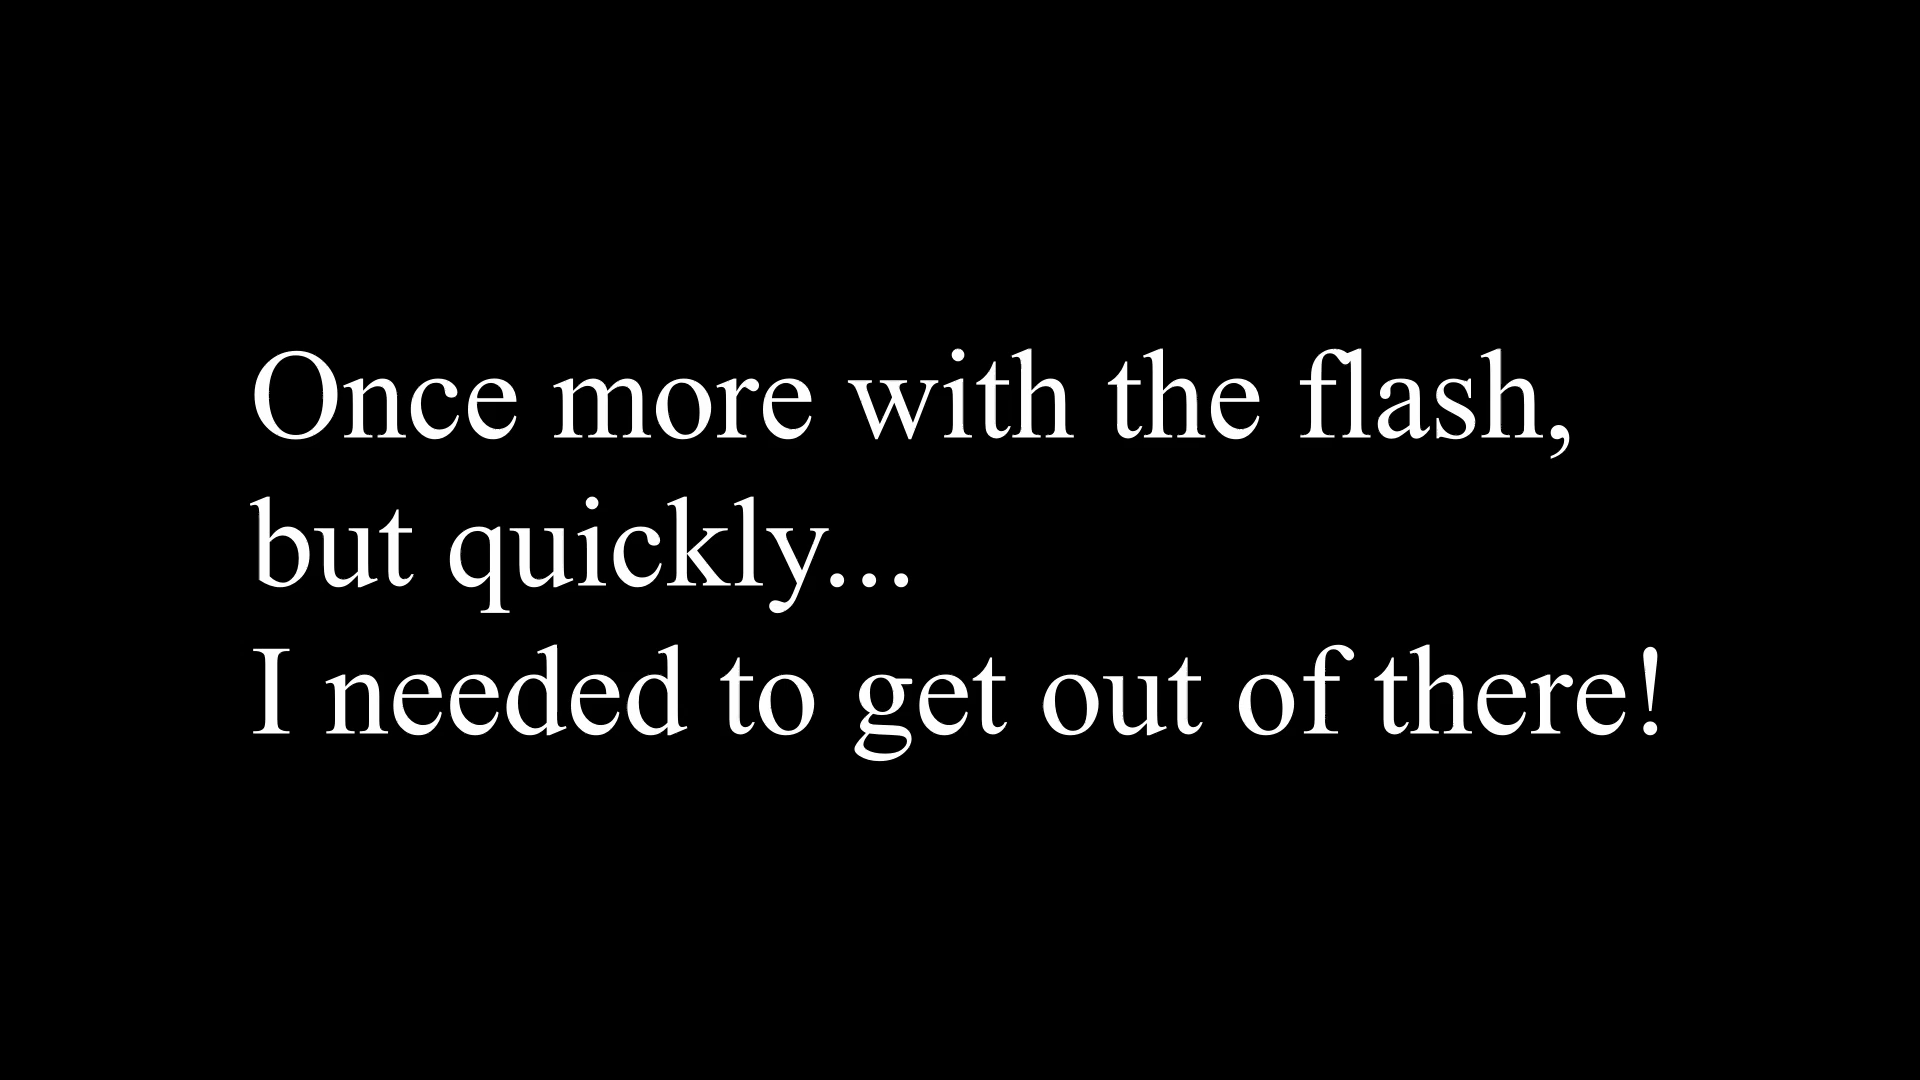 Once more with the flash,
but quickly...
I needed to get out of there!